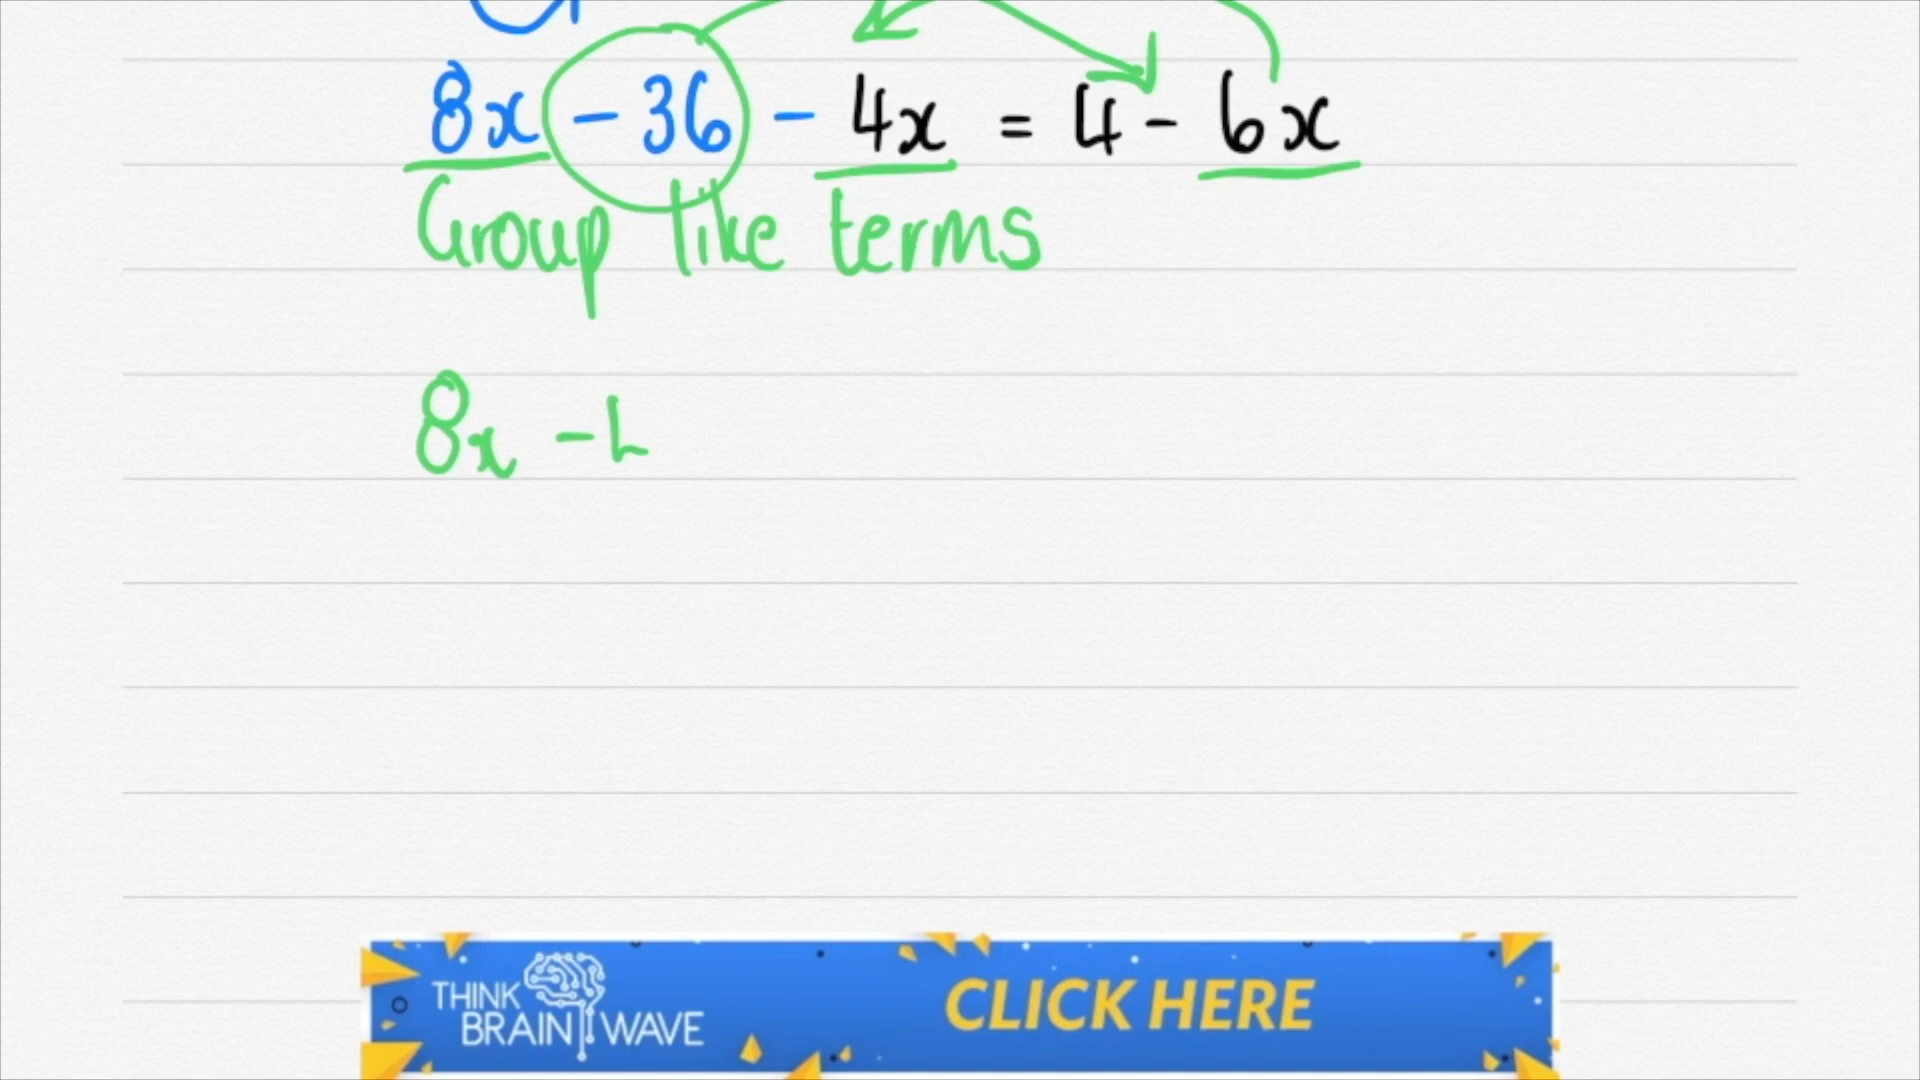 8x - 36 - 4x = 4 - 6x
Group like terms
8x -
THINK
BRAIN WAVE
CLICK HERE